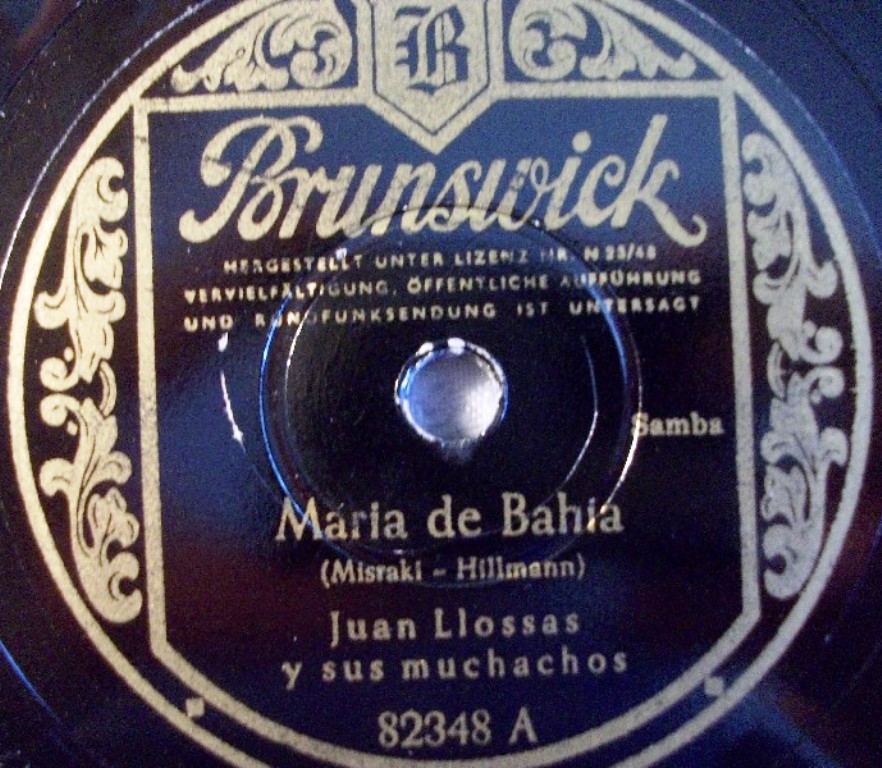 B
Brunswick
HERGESTELLT UNTER LIZENZ NR. N 25/48
VERVIELFÄLTIGUNG, ÖFFENTLICHE AUFFÜHRUNG
UND RUNDFUNKSENDUNG IST UNTERSAGT
Samba
Maria de Bahia
(Misraki - Hillmann)
Juan Llossas
y sus muchachos
82348 A